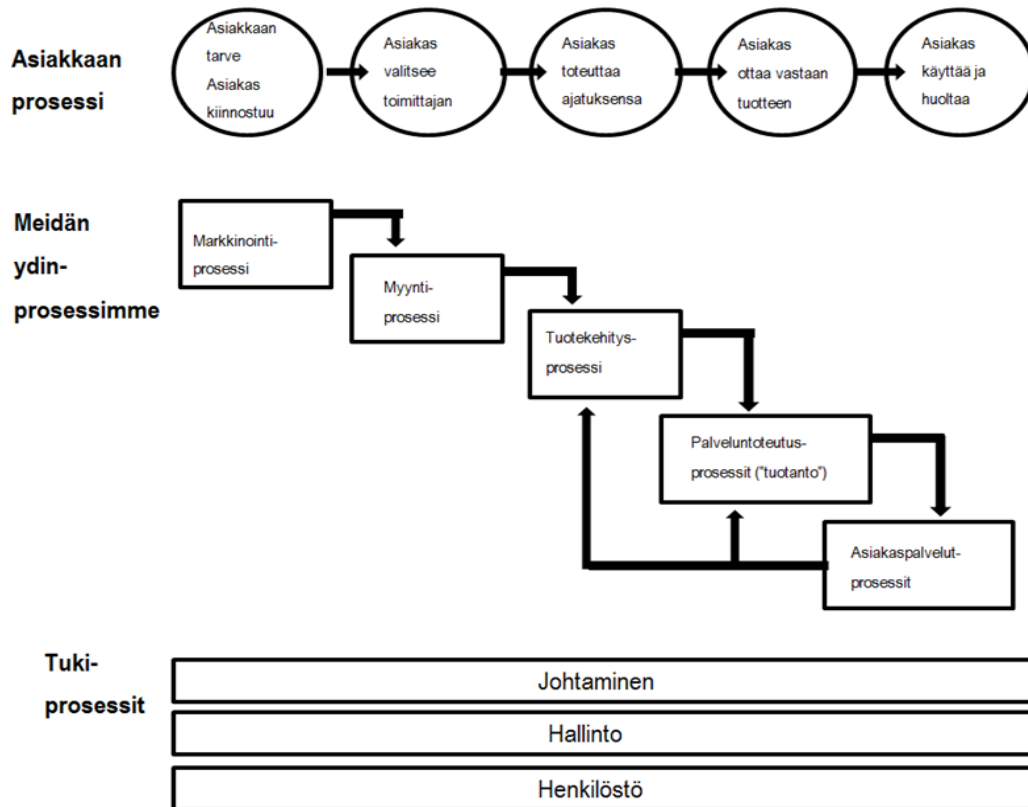 Asiakkaan
prosessi
Asiakkaan
tarve
Asiakas
kiinnostuu
Asiakas
valitsee
toimittajan
Asiakas
toteuttaa
ajatuksensa
Asiakas
ottaa vastaan
tuotteen
Asiakas
käyttää ja
huoltaa
Meidän
ydin-
prosessimme
Markkinointi-
prosessi
Myynti-
prosessi
Tuotekehitys-
prosessi
Palveluntoteutus-
prosessit ("tuotanto")
Asiakaspalvelut-
prosessit
Tuki-
prosessit
Johtaminen
Hallinto
Henkilöstö